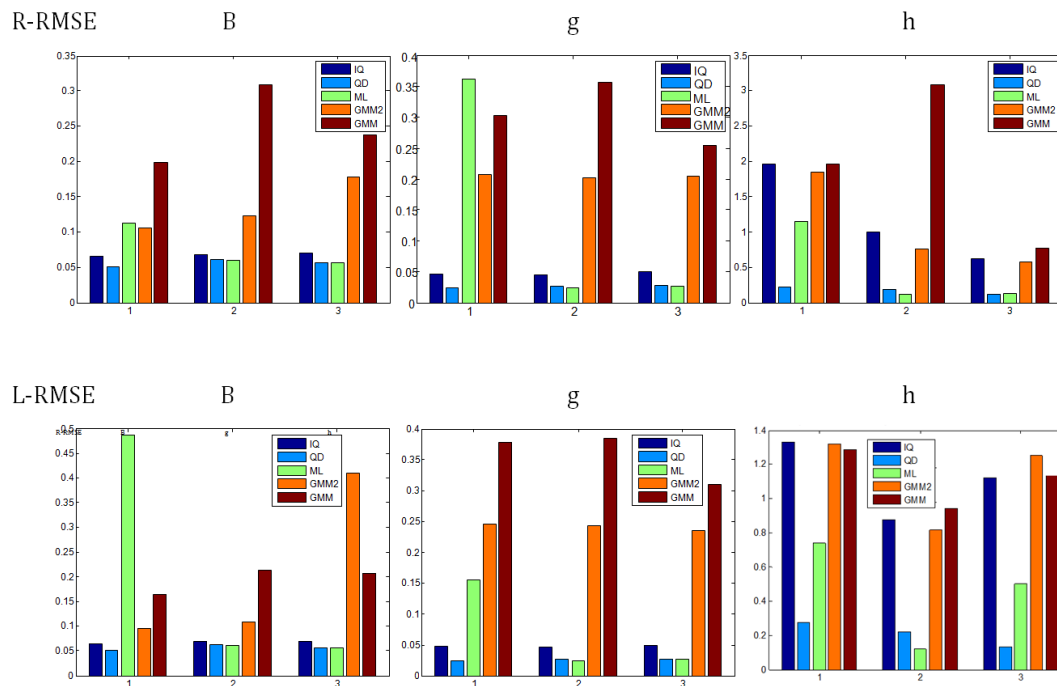 R-RMSE B g h
0.35
0.3
0.25
0.2
0.15
0.1
0.05
0
1 2 3
IQ
QD
ML
GMM2
GMM
0.4
0.35
0.3
0.25
0.2
0.15
0.1
0.05
0
1 2 3
IQ
QD
ML
GMM2
GMM
3.5
3
2.5
2
1.5
1
0.5
0
1 2 3
IQ
QD
ML
GMM2
GMM
L-RMSE B g h
R-RMSE B g h
0.5
0.45
0.4
0.35
0.3
0.25
0.2
0.15
0.1
0.05
0
1 2 3
IQ
QD
ML
GMM2
GMM
0.4
0.35
0.3
0.25
0.2
0.15
0.1
0.05
0
1 2 3
IQ
QD
ML
GMM2
GMM
1.4
1.2
1
0.8
0.6
0.4
0.2
0
1 2 3
IQ
QD
ML
GMM2
GMM